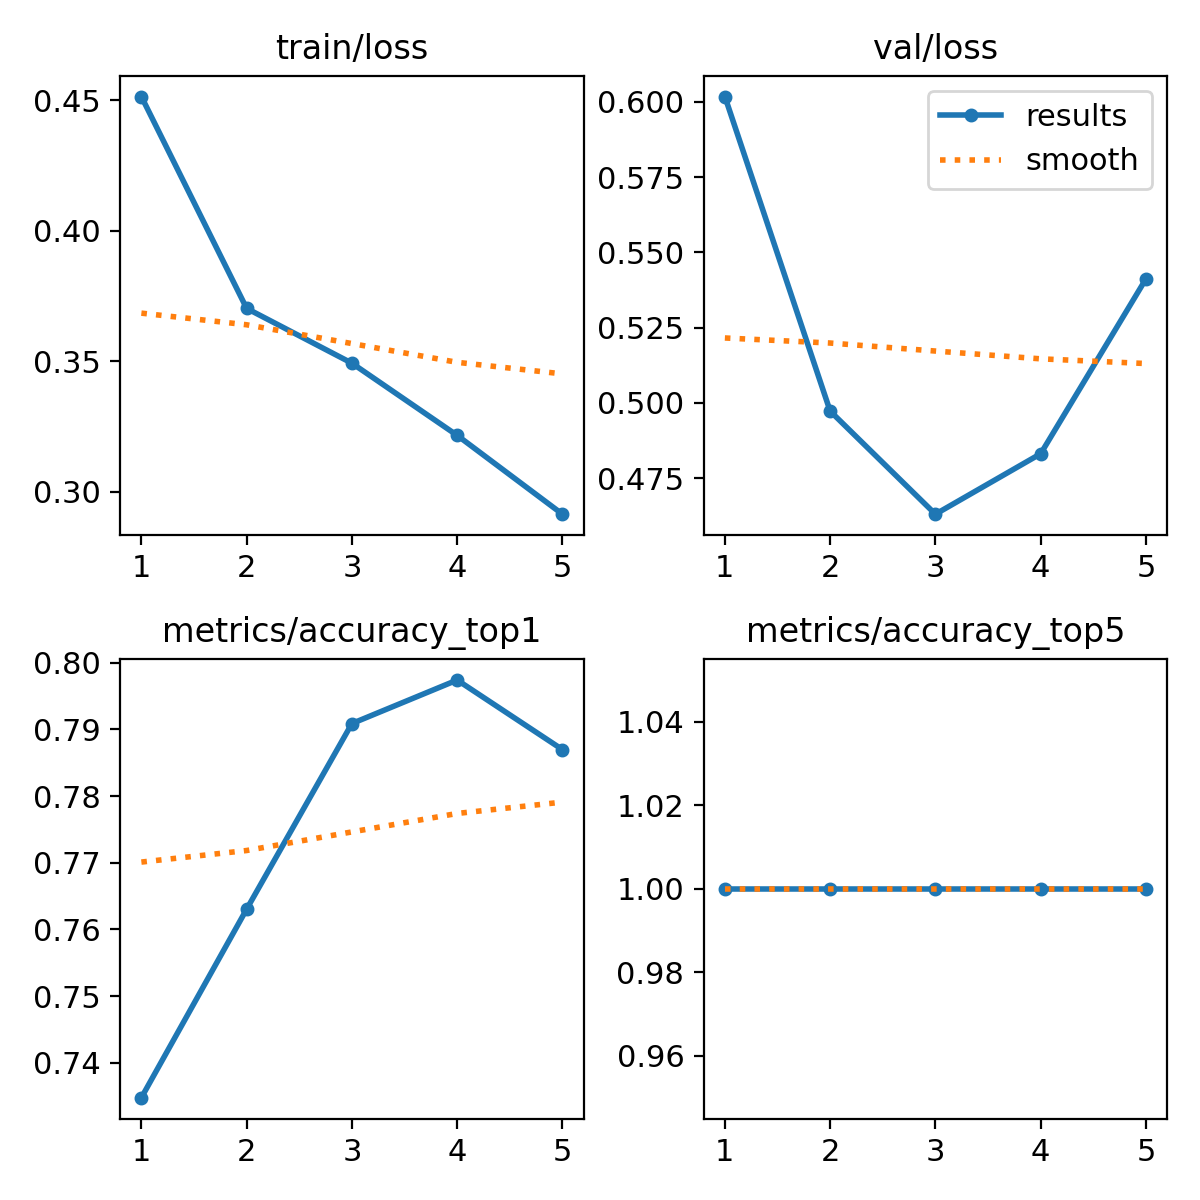 train/loss
0.45
0.40
0.35
0.30
1 2 3 4 5
val/loss
results
smooth
0.600
0.575
0.550
0.525
0.500
0.475
1 2 3 4 5
metrics/accuracy_top1
0.80
0.79
0.78
0.77
0.76
0.75
0.74
1 2 3 4 5
metrics/accuracy_top5
1.04
1.02
1.00
0.98
0.96
1 2 3 4 5